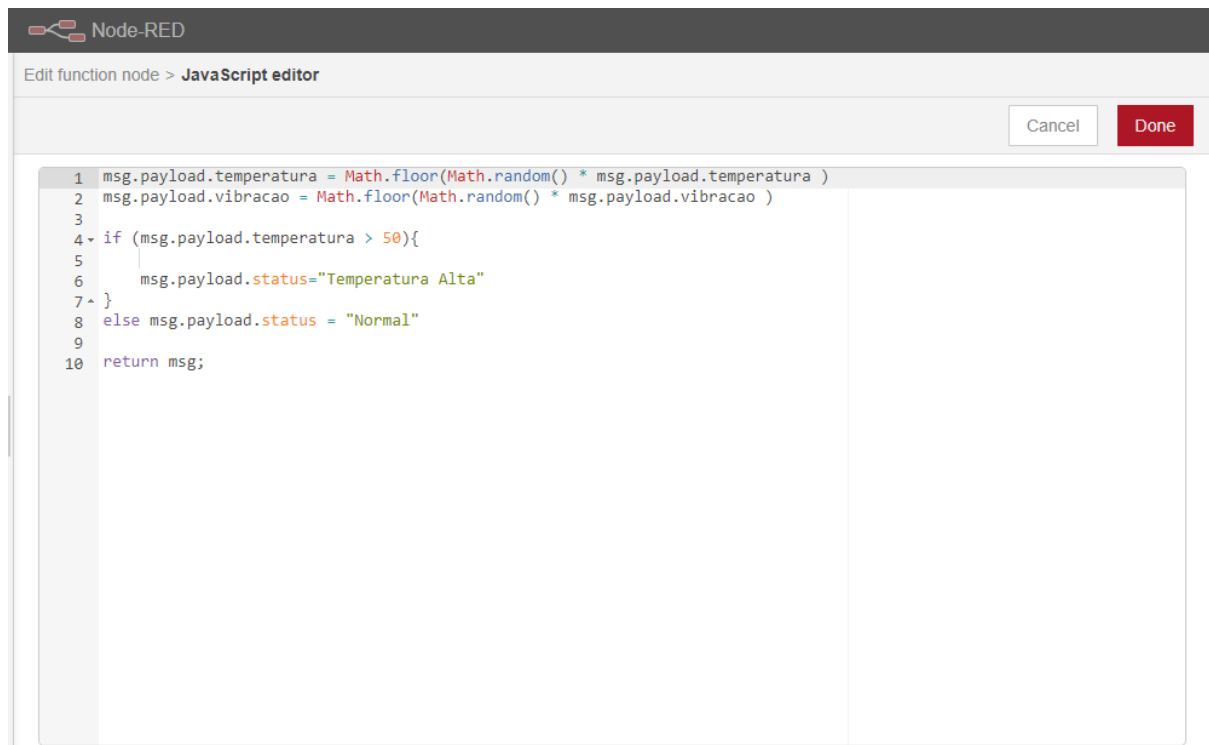 Node-RED
Edit function node > JavaScript editor
Cancel Done
1 msg.payload.temperatura = Math.floor(Math.random() * msg.payload.temperatura )
2 msg.payload.vibracao = Math.floor(Math.random() * msg.payload.vibracao )
3
4 if (msg.payload.temperatura > 50){
5
6 msg.payload.status="Temperatura Alta"
7 }
8 else msg.payload.status = "Normal"
9
10 return msg;